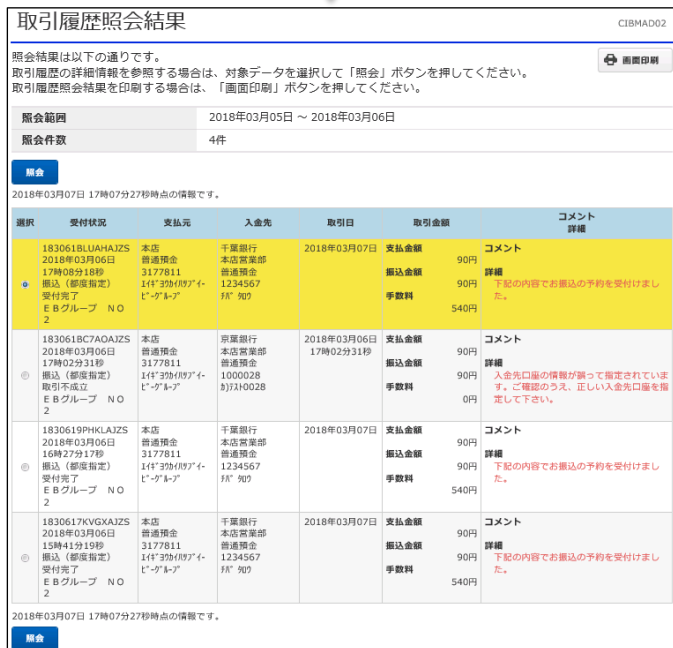 取引履歴照会結果
CIBMAD02
照会結果は以下の通りです。
取引履歴の詳細情報を参照する場合は、対象データを選択して「照会」ボタンを押してください。
取引履歴照会結果を印刷する場合は、「画面印刷」ボタンを押してください。
画面印刷
照会範囲 2018年03月05日 ～ 2018年03月06日
照会件数 4件
照会
2018年03月07日 17時07分27秒時点の情報です。
選択 受付状況 支払元 入金先 取引日 取引金額 コメント
詳細
183061BLUAHAJZS 本店 千葉銀行 2018年03月07日 支払金額 コメント
2018年03月06日 普通預金 本店営業部 90円
17時08分18秒 3177811 普通預金 振込金額 詳細
振込（都度指定） ｴｲｷﾞﾖｳｶｲﾊﾂﾌﾞｲｰ 1234567 90円 下記の内容でお振込の予約を受付けまし
受付完了 ﾋﾞｰｸﾞﾙｰﾌﾟ ﾁﾊﾞ ﾀﾛｳ 手数料 た。
ＥＢグループ ＮＯ 540円
2
183061BC7AOAJZS 本店 京葉銀行 2018年03月06日 支払金額 コメント
2018年03月06日 普通預金 本店営業部 17時02分31秒 90円
17時02分31秒 3177811 普通預金 振込金額 詳細
振込（都度指定） ｴｲｷﾞﾖｳｶｲﾊﾂﾌﾞｲｰ 1000028 90円 入金先口座の情報が誤って指定されていま
取引不成立 ﾋﾞｰｸﾞﾙｰﾌﾟ ｶ)ﾃｽﾄ0028 手数料 す。ご確認のうえ、正しい入金先口座を指
ＥＢグループ ＮＯ 0円 定して下さい。
2
1830619PHKLAJZS 本店 千葉銀行 2018年03月07日 支払金額 コメント
2018年03月06日 普通預金 本店営業部 90円
16時27分17秒 3177811 普通預金 振込金額 詳細
振込（都度指定） ｴｲｷﾞﾖｳｶｲﾊﾂﾌﾞｲｰ 1234567 90円 下記の内容でお振込の予約を受付けまし
受付完了 ﾋﾞｰｸﾞﾙｰﾌﾟ ﾁﾊﾞ ﾀﾛｳ 手数料 た。
ＥＢグループ ＮＯ 540円
2
1830617KVGXAJZS 本店 千葉銀行 2018年03月07日 支払金額 コメント
2018年03月06日 普通預金 本店営業部 90円
15時41分19秒 3177811 普通預金 振込金額 詳細
振込（都度指定） ｴｲｷﾞﾖｳｶｲﾊﾂﾌﾞｲｰ 1234567 90円 下記の内容でお振込の予約を受付けまし
受付完了 ﾋﾞｰｸﾞﾙｰﾌﾟ ﾁﾊﾞ ﾀﾛｳ 手数料 た。
ＥＢグループ ＮＯ 540円
2
2018年03月07日 17時07分27秒時点の情報です。
照会